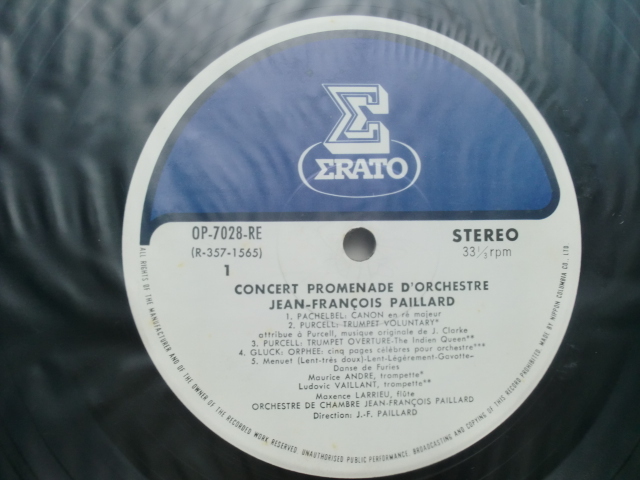 Σ
ΣRATO
OP-7028-RE
(R-357-1565)
1
STEREO
33⅓rpm
CONCERT PROMENADE D'ORCHESTRE
JEAN-FRANÇOIS PAILLARD
1. PACHELBEL: CANON en ré majeur
2. PURCELL: TRUMPET VOLUNTARY*
attribue à Purcell, musique originale de J. Clarke
3. PURCELL: TRUMPET OVERTURE-The Indian Queen**
4. GLUCK: ORPHEE: cinq pages célèbres pour orchestre***
5. Menuet (Lent-très doux)-Lent-Légèrement-Gavotte-
Danse de Furies
Maurice ANDRE, trompette*
Ludovic VAILLANT, trompette**
Maxence LARRIEU, flûte
ORCHESTRE DE CHAMBRE JEAN-FRANÇOIS PAILLARD
Direction: J.-F. PAILLARD
ALL RIGHTS OF THE MANUFACTURER AND OF THE OWNER OF THE RECORDED WORK RESERVED. UNAUTHORISED PUBLIC PERFORMANCE, BROADCASTING AND COPYING OF THIS RECORD PROHIBITED. MADE BY NIPPON COLUMBIA CO., LTD.